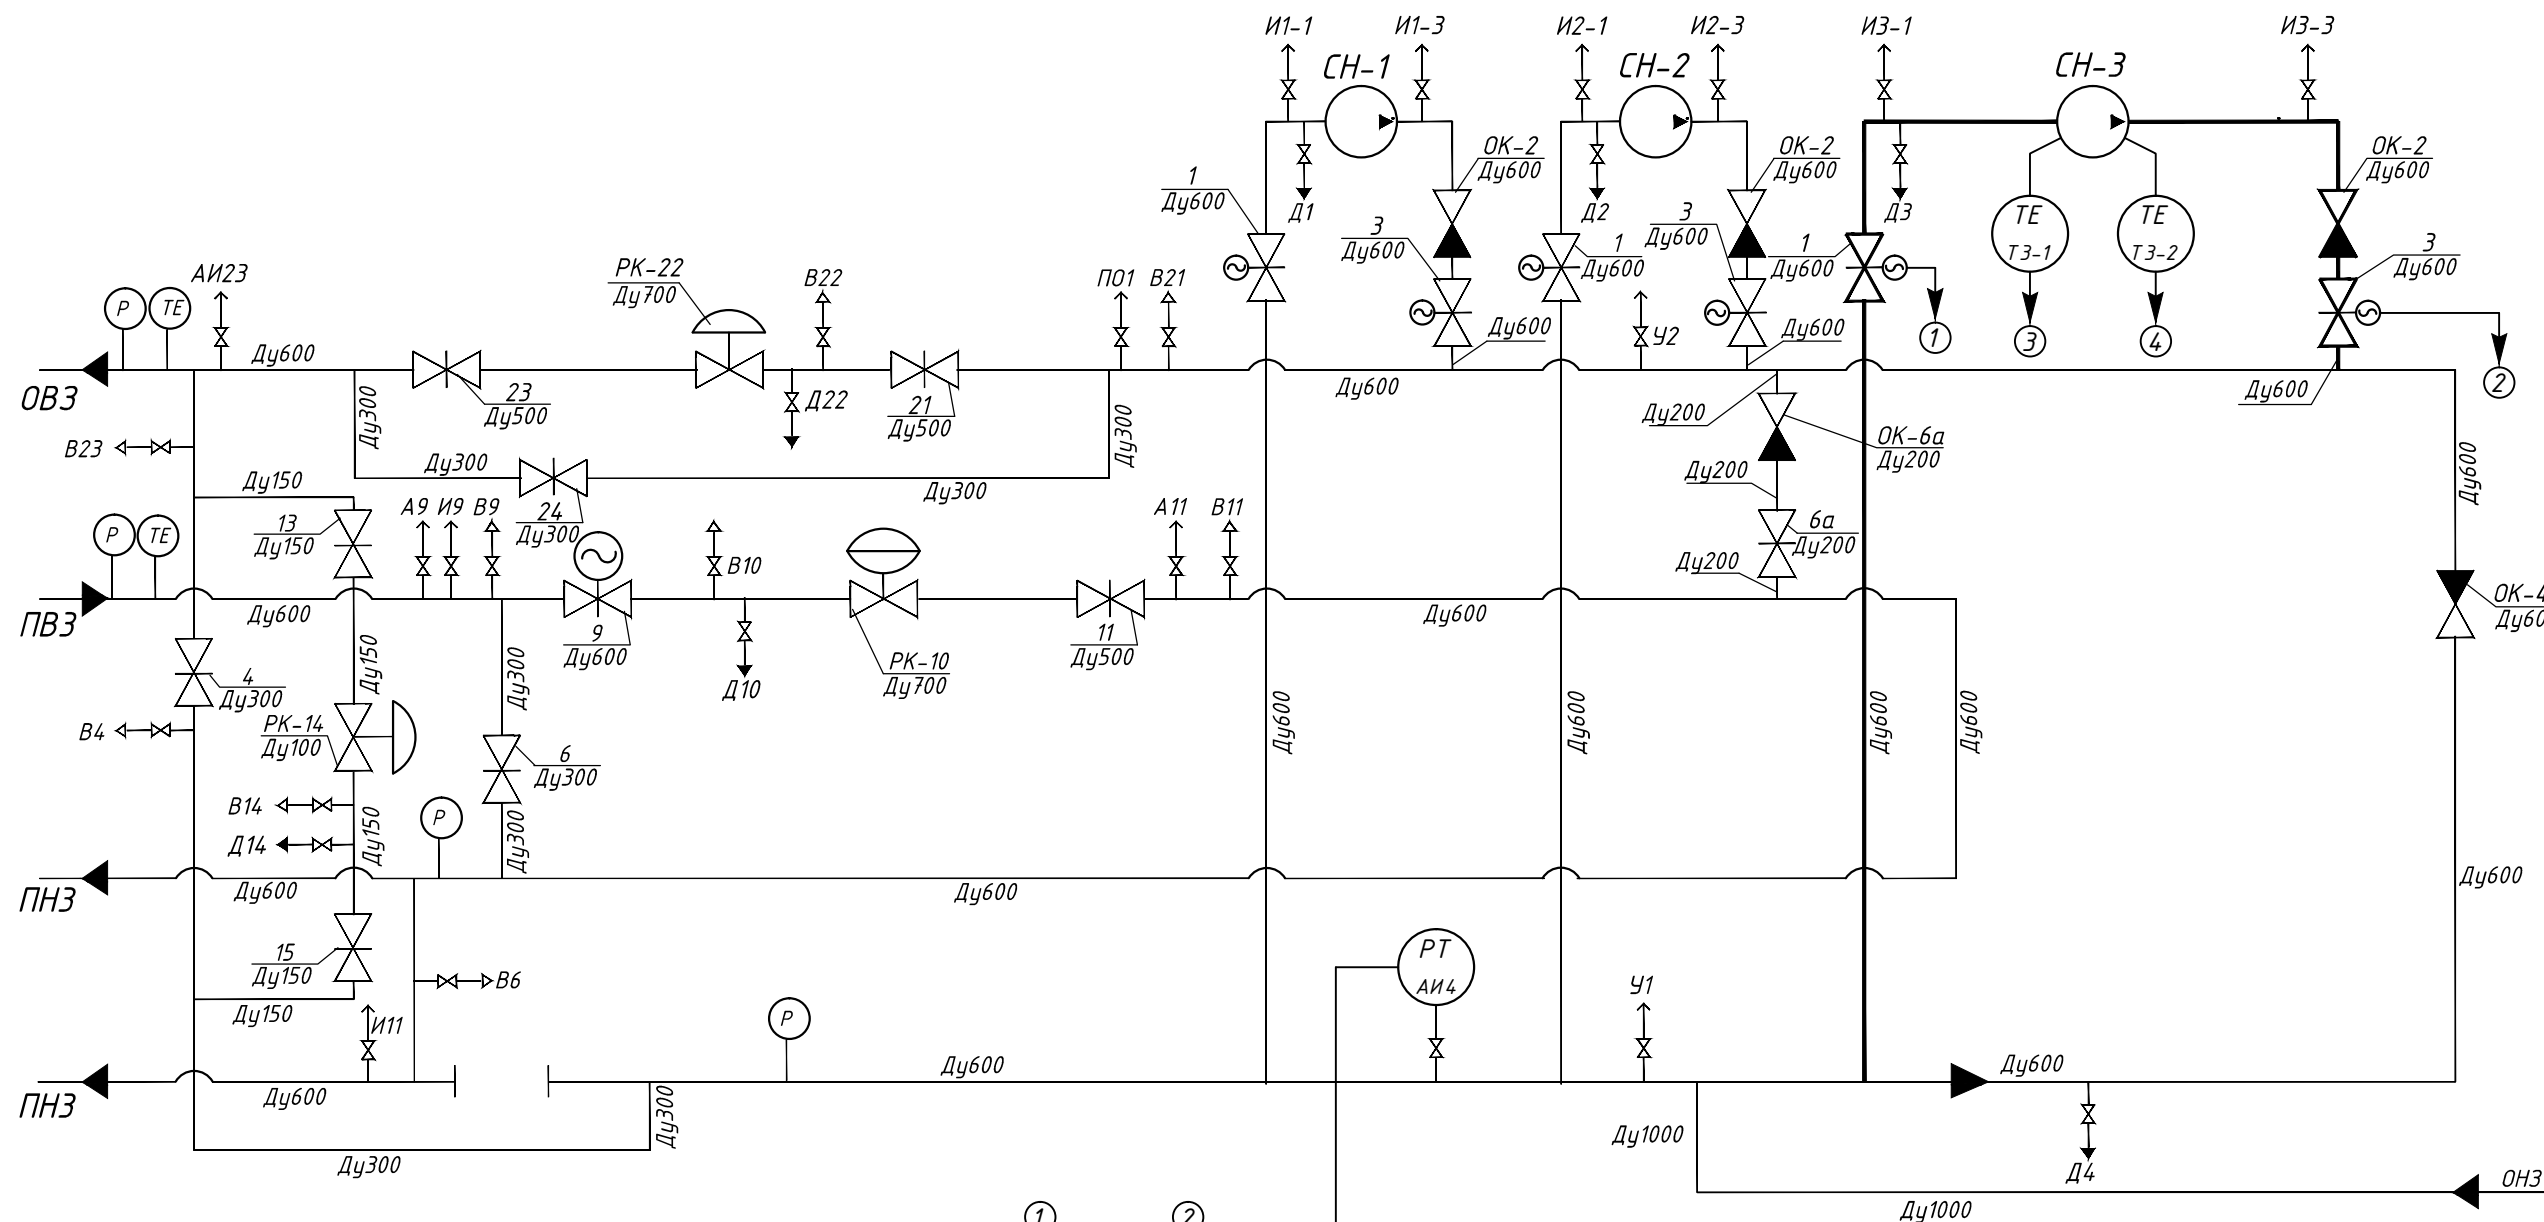 И1-1
И1-3
И2-1
И2-3
И3-1
И3-3
СН-1
СН-2
СН-3
ОК-2
Ду600
ОК-2
Ду600
ОК-2
Ду600
1
Ду600
Д1
3
Ду600
Д2
1
Ду600
3
Ду600
Д3
1
Ду600
ТЕ
Т3-1
ТЕ
Т3-2
3
Ду600
1
3
4
2
АИ23
РК-22
Ду700
В22
ПО1
В21
У2
Ду600
Ду600
Р
ТЕ
Ду600
Ду600
Ду600
ОВЗ
23
Ду500
Д22
21
Ду500
Ду300
Ду300
Ду200
ОК-6а
Ду200
В23
Ду300
Ду300
Ду200
Ду600
Ду150
24
Ду300
А9
И9
В9
А11
В11
13
Ду150
6а
Ду200
Р
ТЕ
В10
Ду200
ПВЗ
Ду600
9
Ду600
Д10
РК-10
Ду700
11
Ду500
Ду600
ОК-4
Ду60
4
Ду300
Ду150
Ду300
В4
РК-14
Ду100
6
Ду300
Ду600
Ду600
Ду600
Ду600
В14
Д14
Ду150
Р
Ду300
ПНЗ
Ду600
Ду600
Ду600
15
Ду150
В6
РТ
АИ4
У1
Ду150
И11
Р
Ду600
Ду600
ПНЗ
Ду600
Ду300
Ду300
Ду1000
Д4
ОНЗ
Ду1000
1
2